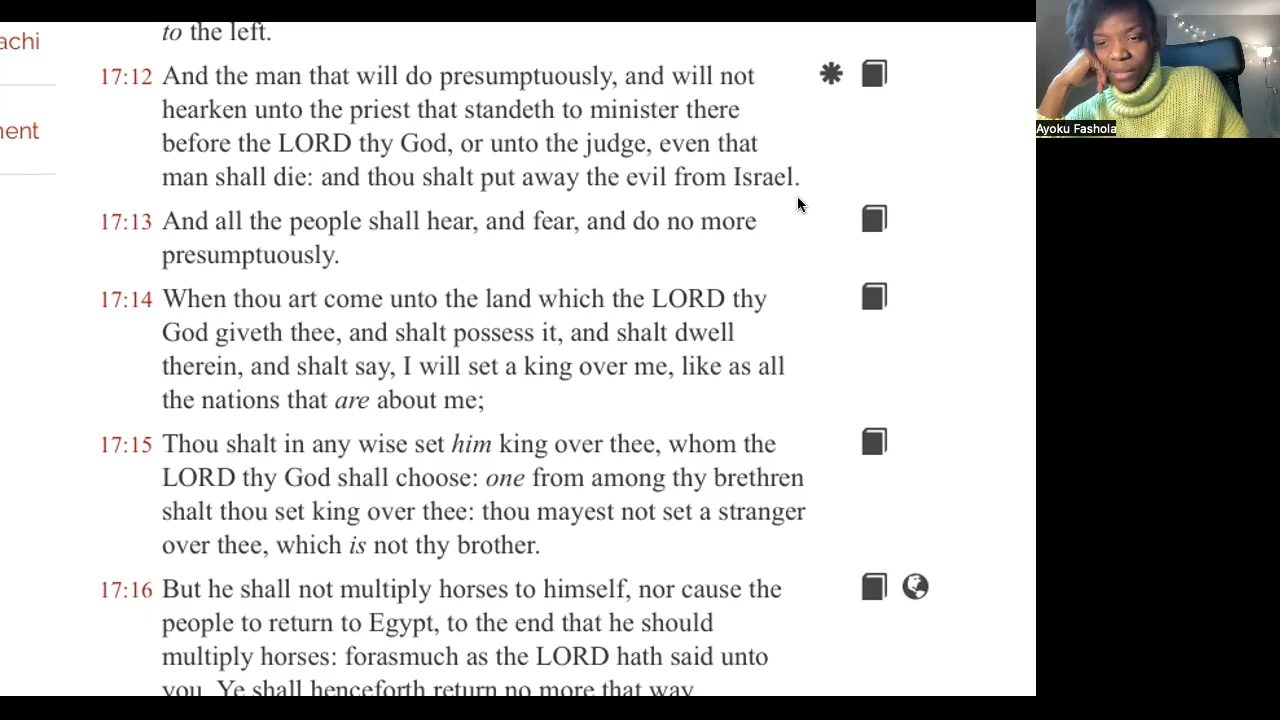 achi
ment
to the left.
17:12 And the man that will do presumptuously, and will not
hearken unto the priest that standeth to minister there
before the LORD thy God, or unto the judge, even that
man shall die: and thou shalt put away the evil from Israel.
17:13 And all the people shall hear, and fear, and do no more
presumptuously.
17:14 When thou art come unto the land which the LORD thy
God giveth thee, and shalt possess it, and shalt dwell
therein, and shalt say, I will set a king over me, like as all
the nations that are about me;
17:15 Thou shalt in any wise set him king over thee, whom the
LORD thy God shall choose: one from among thy brethren
shalt thou set king over thee: thou mayest not set a stranger
over thee, which is not thy brother.
17:16 But he shall not multiply horses to himself, nor cause the
people to return to Egypt, to the end that he should
multiply horses: forasmuch as the LORD hath said unto
you, Ye shall henceforth return no more that way.
Ayoku Fashola